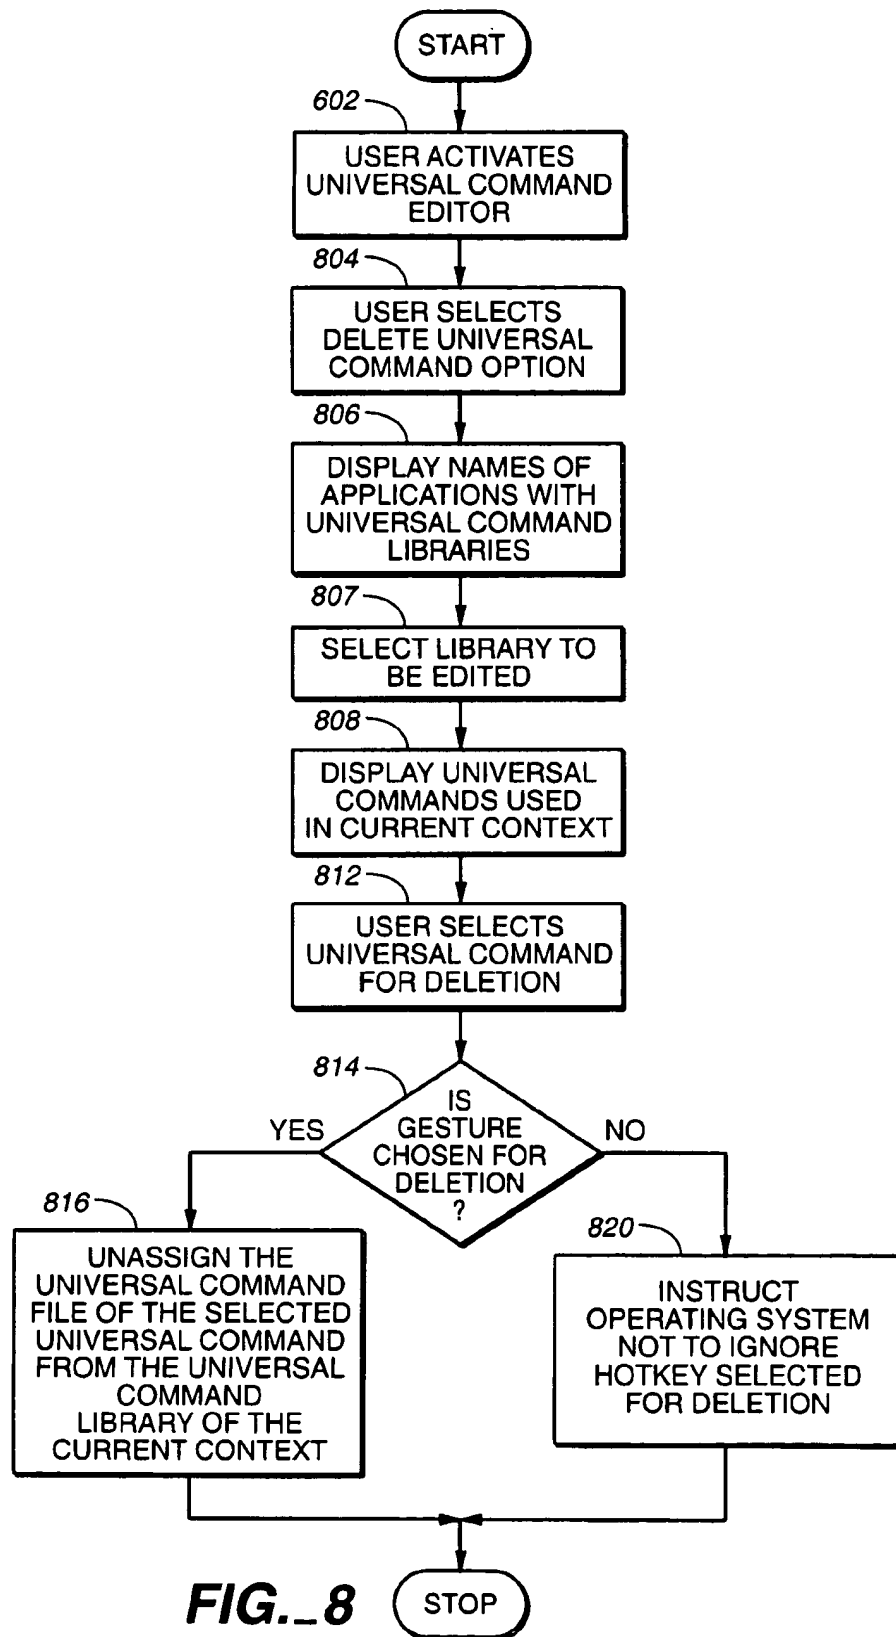 START
602
USER ACTIVATES
UNIVERSAL COMMAND
EDITOR
804
USER SELECTS
DELETE UNIVERSAL
COMMAND OPTION
806
DISPLAY NAMES OF
APPLICATIONS WITH
UNIVERSAL COMMAND
LIBRARIES
807
SELECT LIBRARY TO
BE EDITED
808
DISPLAY UNIVERSAL
COMMANDS USED
IN CURRENT CONTEXT
812
USER SELECTS
UNIVERSAL COMMAND
FOR DELETION
814
IS
GESTURE
CHOSEN FOR
DELETION
?
YES
NO
816
UNASSIGN THE
UNIVERSAL COMMAND
FILE OF THE SELECTED
UNIVERSAL COMMAND
FROM THE UNIVERSAL
COMMAND
LIBRARY OF THE
CURRENT CONTEXT
820
INSTRUCT
OPERATING SYSTEM
NOT TO IGNORE
HOTKEY SELECTED
FOR DELETION
STOP
FIG._8